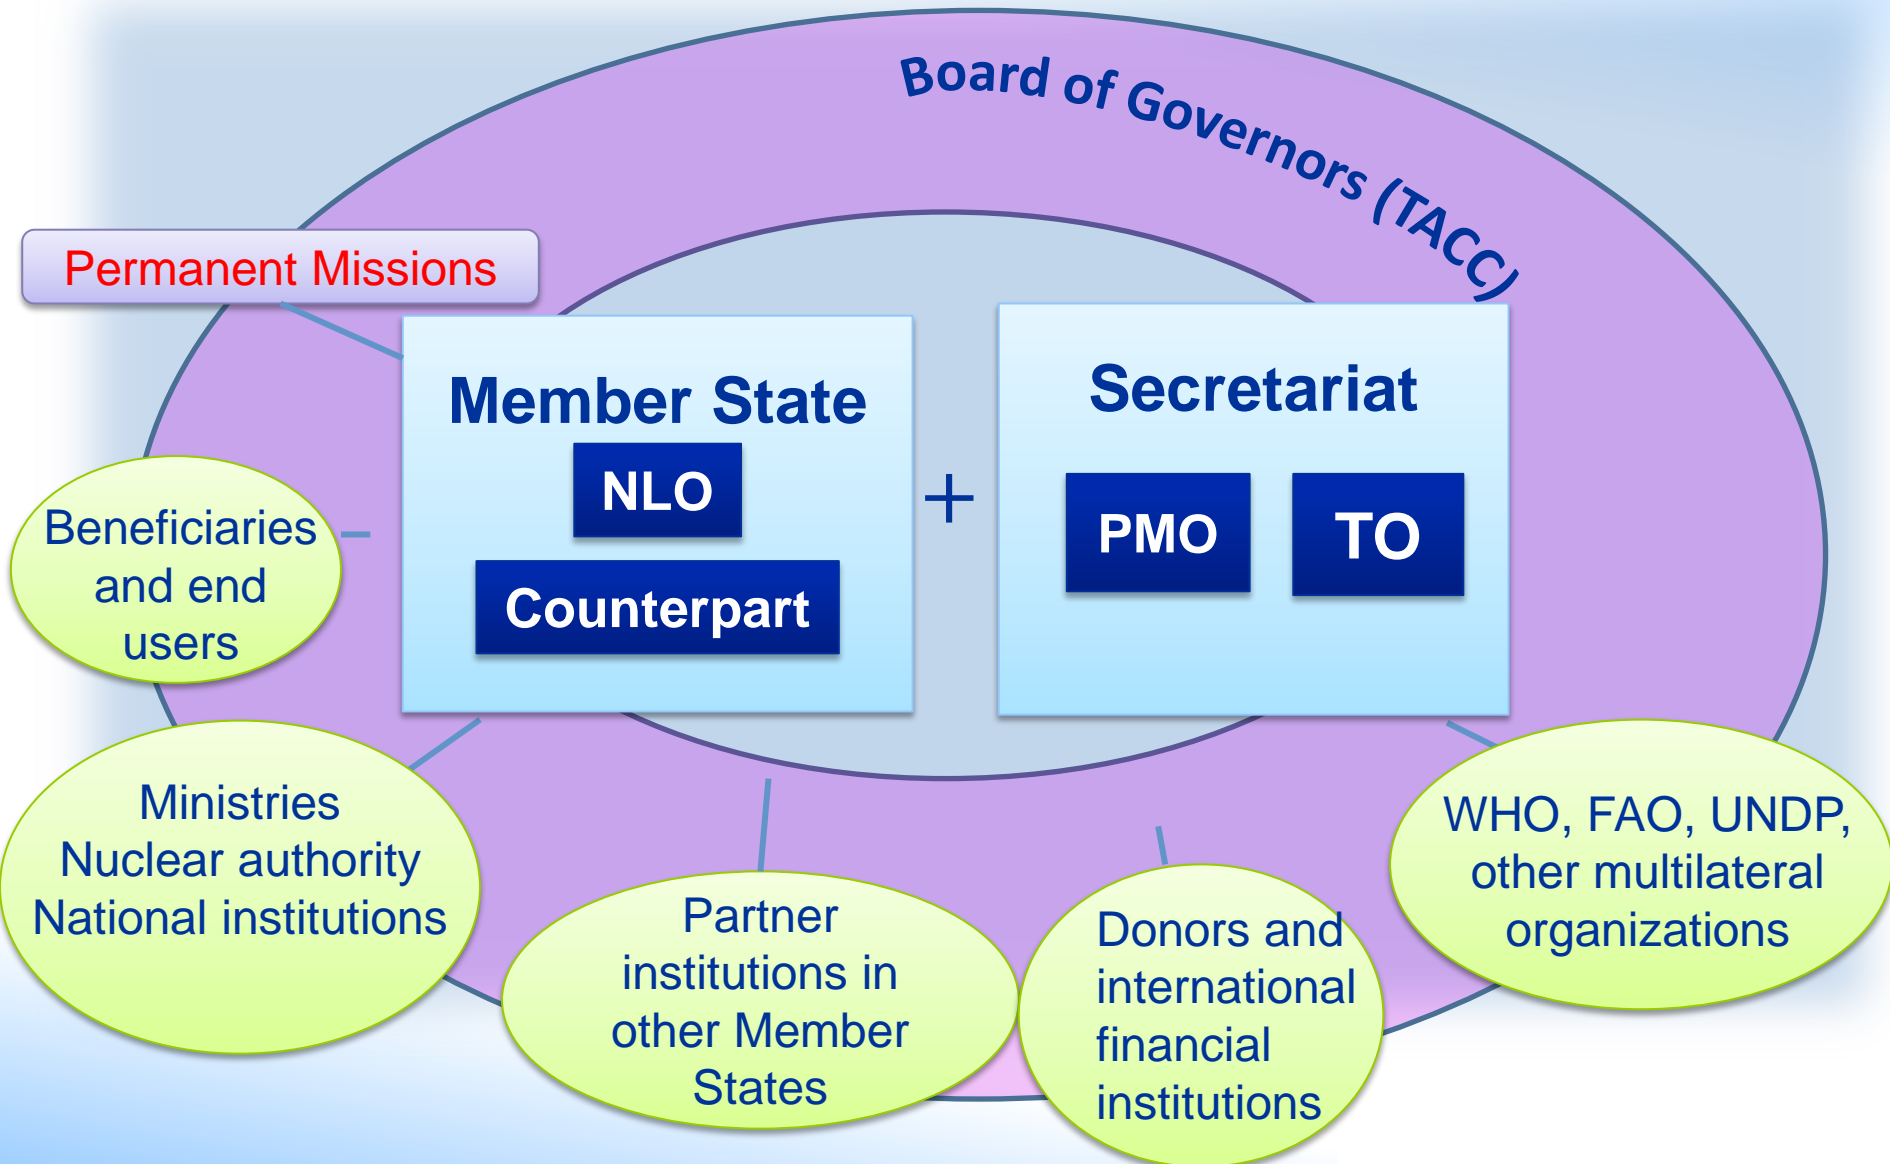 Board of Governors (TACC)
Permanent Missions
Member State
NLO
Counterpart
+
Secretariat
PMO
TO
Beneficiaries
and end
users
Ministries
Nuclear authority
National institutions
Partner
institutions in
other Member
States
Donors and
international
financial
institutions
WHO, FAO, UNDP,
other multilateral
organizations